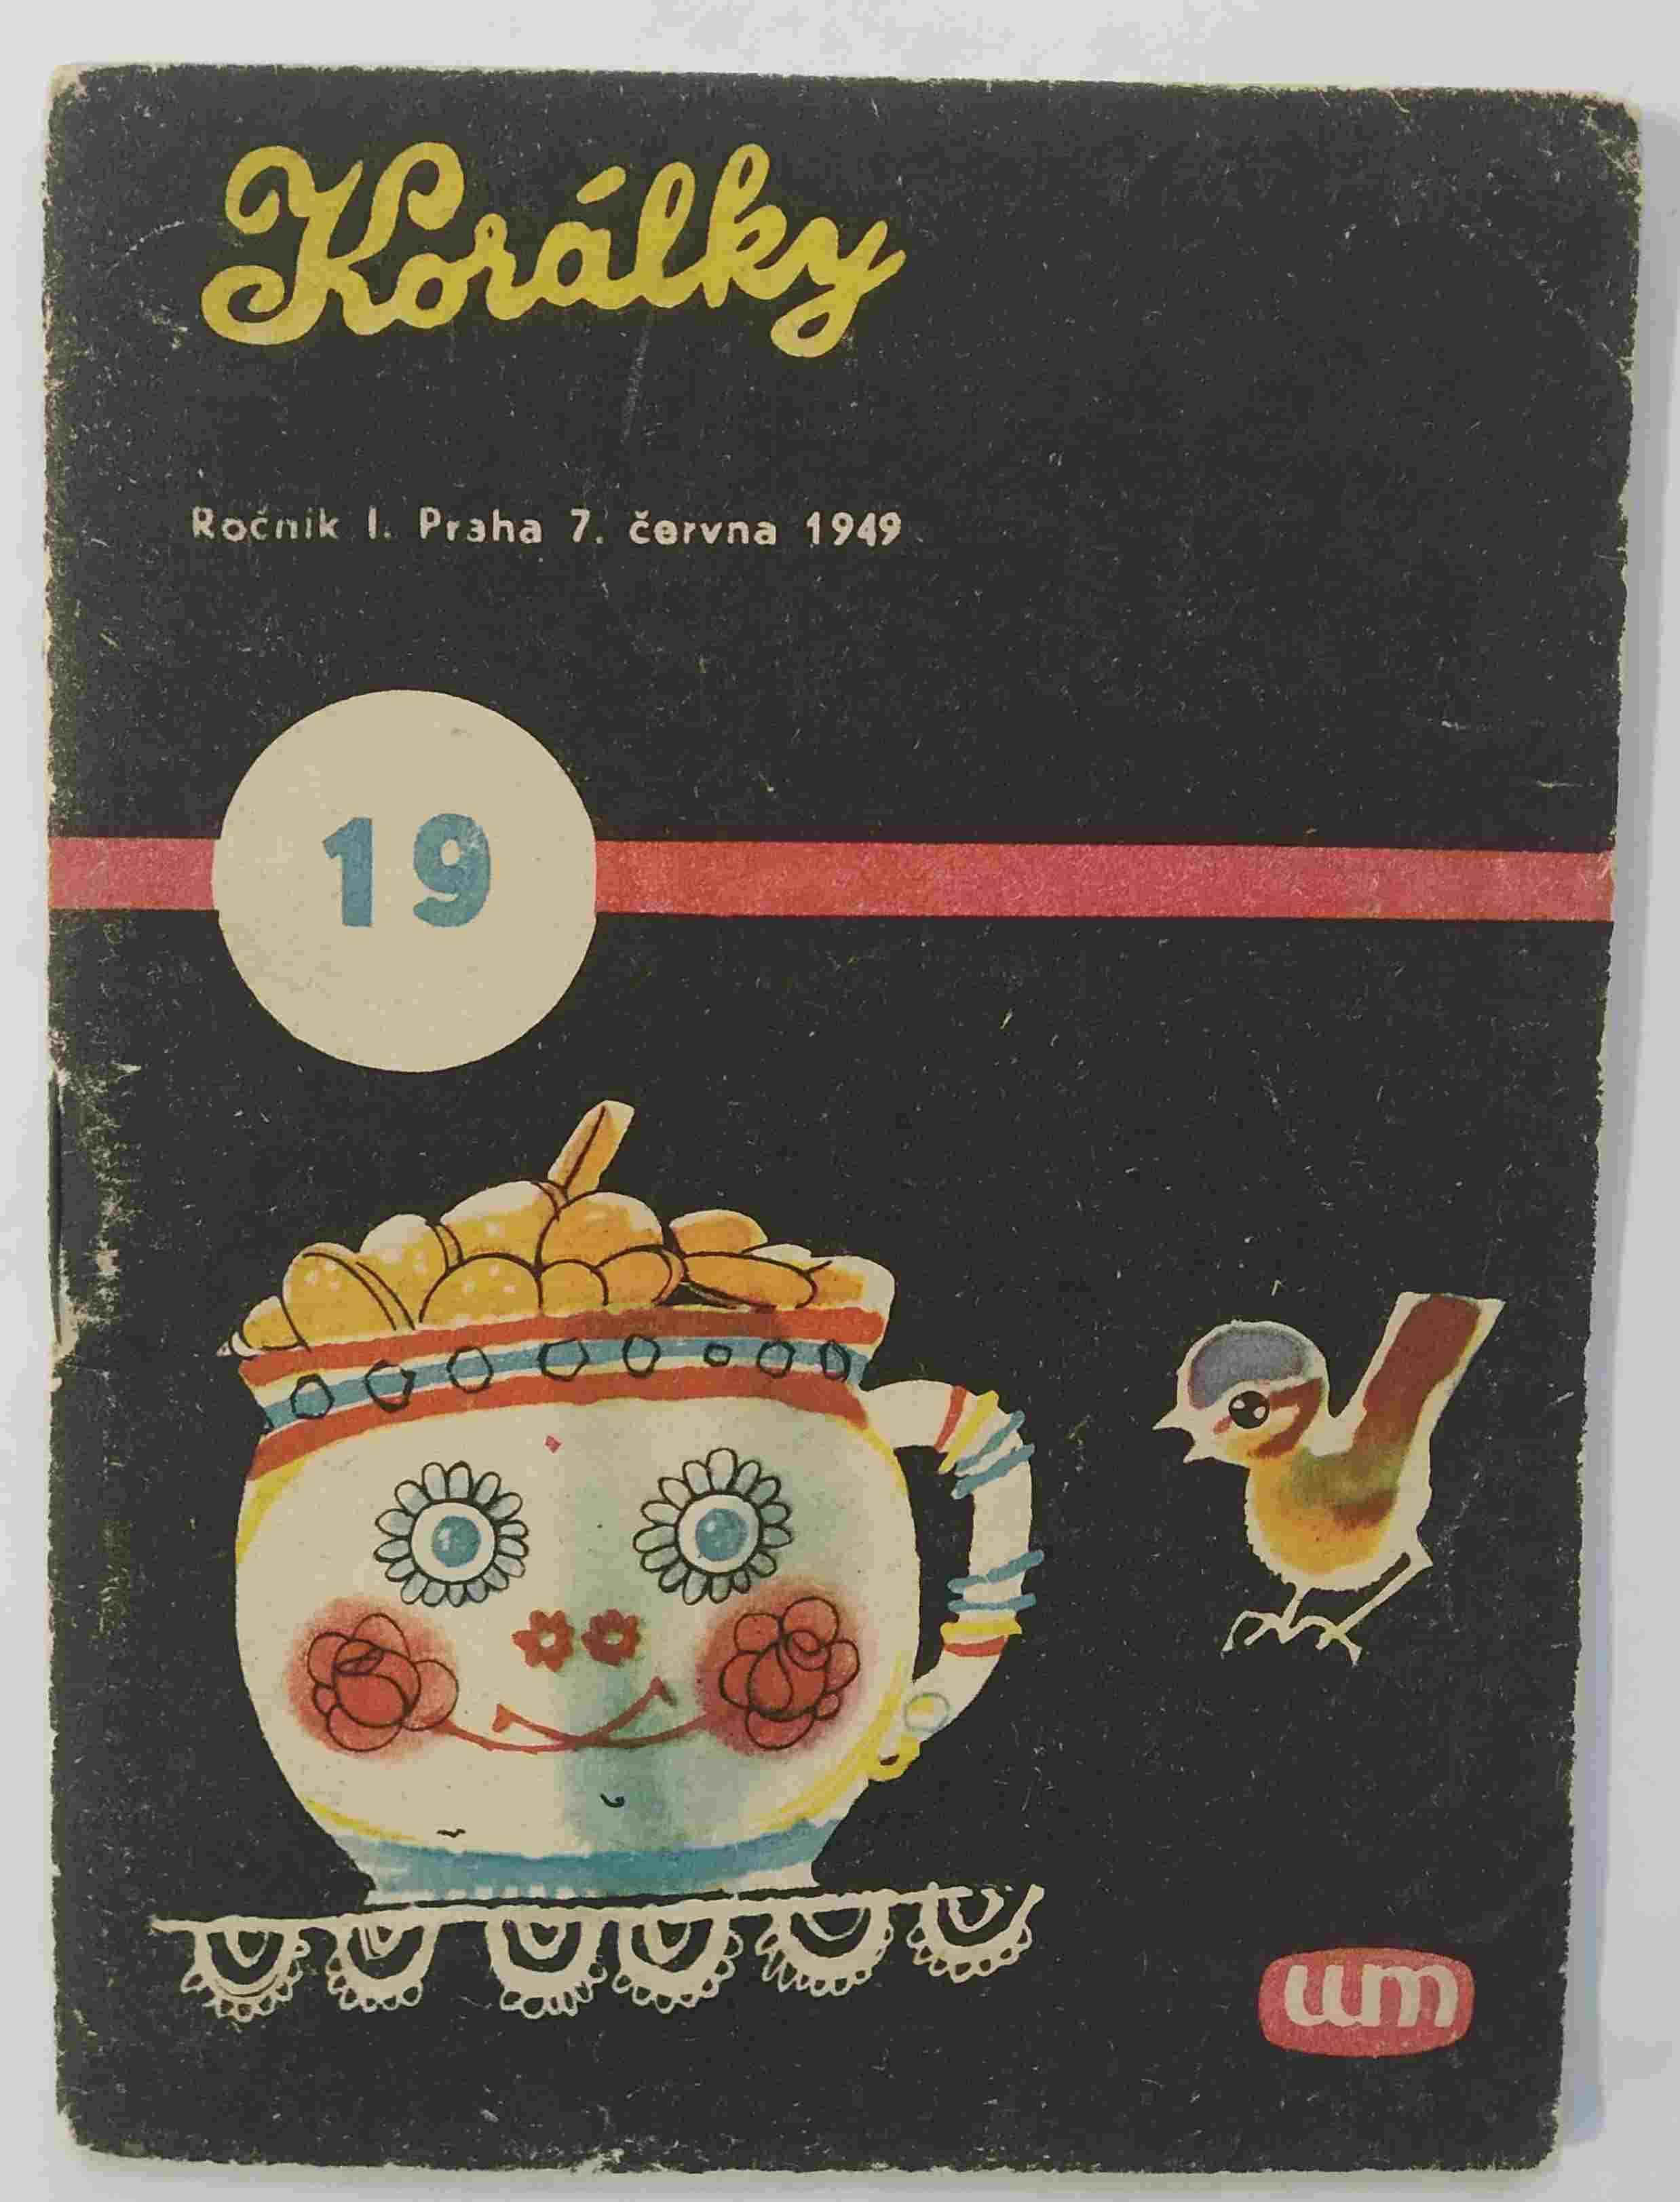 Korálky
Ročník I. Praha 7. června 1949
19
um